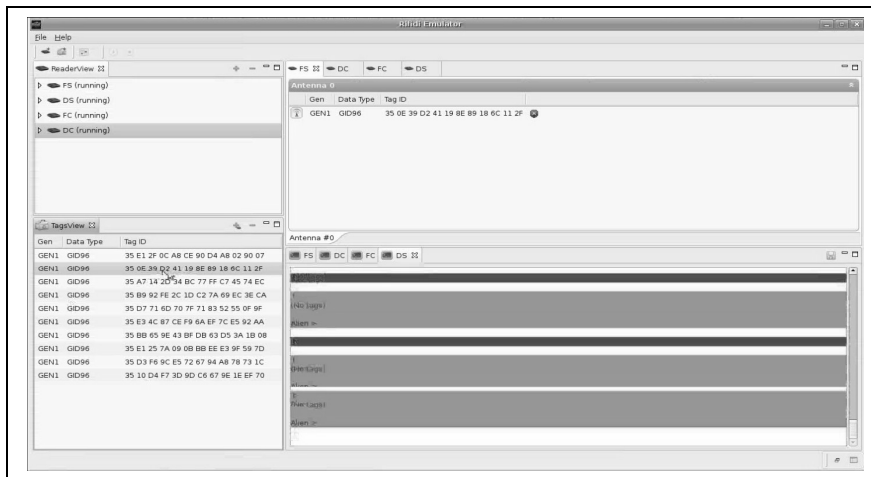 Rifidi Emulator
File Help
ReaderView
FS (running)
DS (running)
FC (running)
DC (running)
TagsView
Gen Data Type Tag ID
GEN1 GID96 35 E1 2F 0C A8 CE 90 D4 A8 02 90 07
GEN1 GID96 35 0E 39 D2 41 19 8E 89 18 6C 11 2F
GEN1 GID96 35 A7 14 2D 34 BC 77 FF C7 45 74 EC
GEN1 GID96 35 B9 92 FE 2C 1D C2 7A 69 EC 3E CA
GEN1 GID96 35 D7 71 6D 70 7F 71 83 52 55 0F 9F
GEN1 GID96 35 E3 4C 87 CE F9 6A EF 7C E5 92 AA
GEN1 GID96 35 BB 65 9E 43 BF DB 63 D5 3A 1B 08
GEN1 GID96 35 E1 25 7A 09 0B BB EE E3 9F 59 7D
GEN1 GID96 35 D3 F6 9C E5 72 67 94 A8 78 73 1C
GEN1 GID96 35 10 D4 F7 3D 9D C6 67 9E 1E EF 70
FS DC FC DS
Antenna 0
Gen Data Type Tag ID
GEN1 GID96 35 0E 39 D2 41 19 8E 89 18 6C 11 2F
Antenna #0
FS DC FC DS
(No Tags)
Alien >
(No Tags)
Alien >
(No Tags)
Alien >